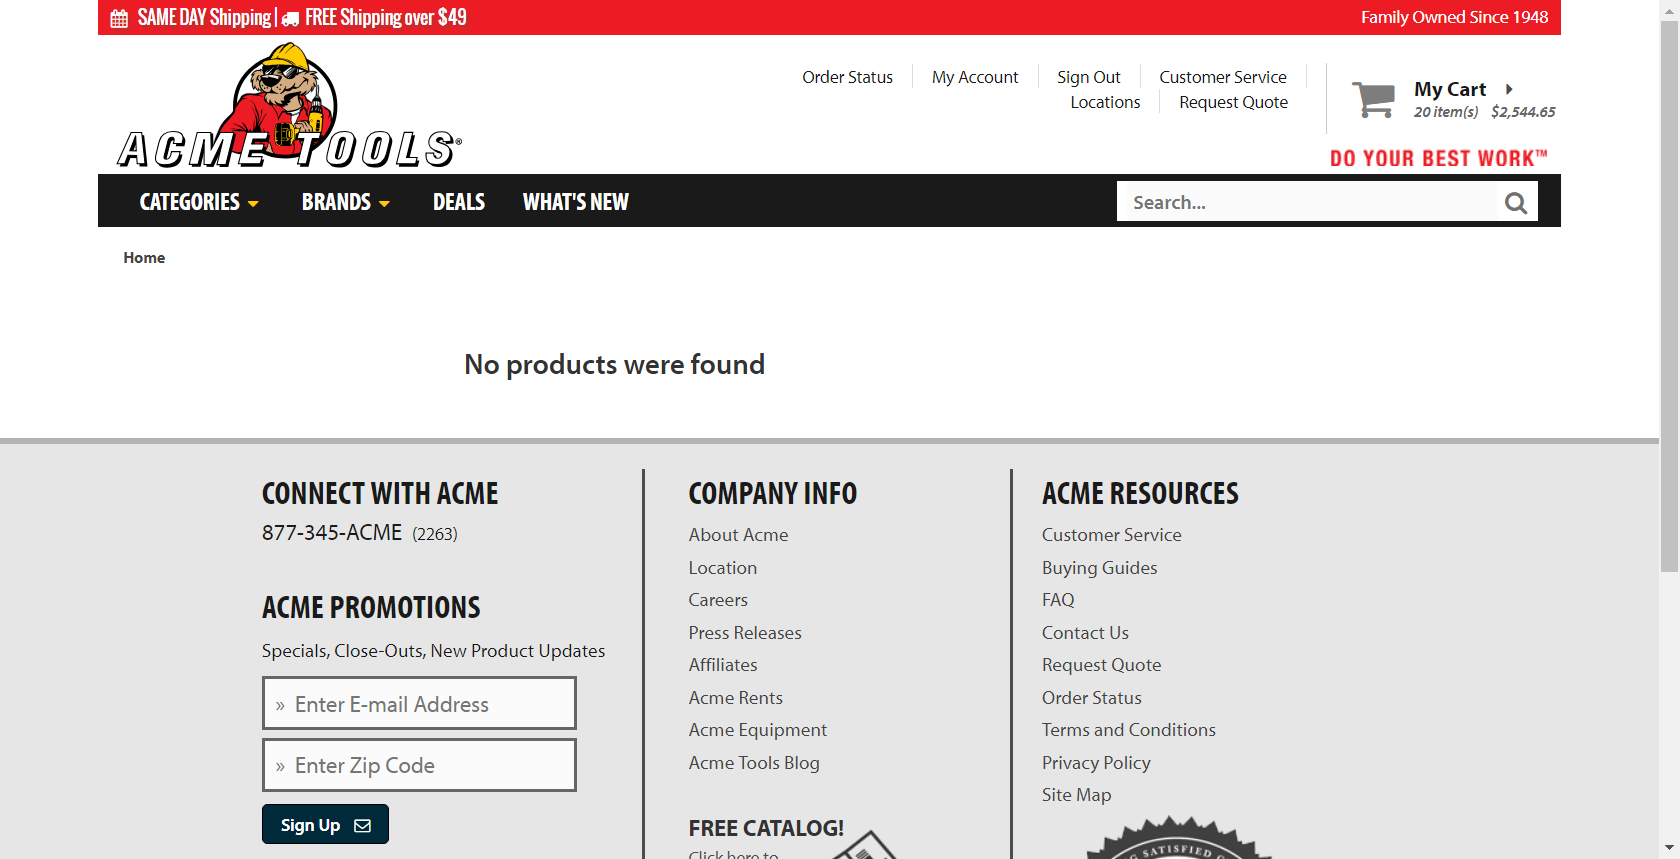 SAME DAY Shipping | FREE Shipping over $49
Family Owned Since 1948
ACME TOOLS®
Order Status
My Account
Sign Out
Customer Service
Locations
Request Quote
My Cart
20 item(s) $2,544.65
DO YOUR BEST WORK™
CATEGORIES
BRANDS
DEALS
WHAT'S NEW
Search...
Home
No products were found
CONNECT WITH ACME
877-345-ACME (2263)
ACME PROMOTIONS
Specials, Close-Outs, New Product Updates
» Enter E-mail Address
» Enter Zip Code
Sign Up
COMPANY INFO
About Acme
Location
Careers
Press Releases
Affiliates
Acme Rents
Acme Equipment
Acme Tools Blog
FREE CATALOG!
Click here to
ACME RESOURCES
Customer Service
Buying Guides
FAQ
Contact Us
Request Quote
Order Status
Terms and Conditions
Privacy Policy
Site Map
SATISFIED